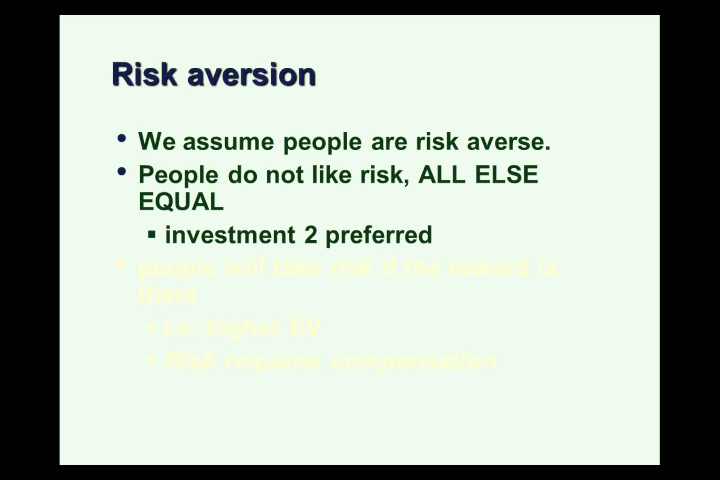 Risk aversion
• We assume people are risk averse.
• People do not like risk, ALL ELSE
EQUAL
▪ investment 2 preferred
• people will take risk if the reward is
there
▪ i.e. higher EV
▪ Risk requires compensation